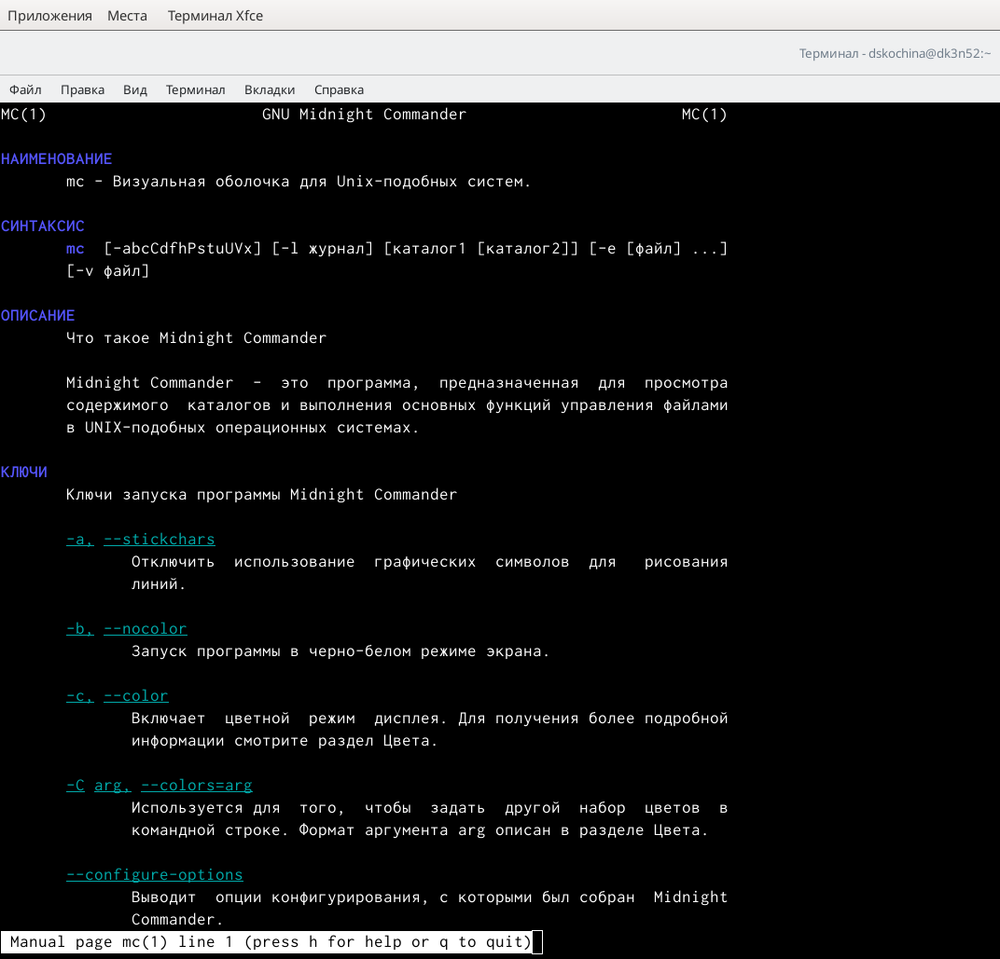 Приложения Места Терминал Xfce
Терминал - dskochina@dk3n52:~
Файл Правка Вид Терминал Вкладки Справка
MC(1) GNU Midnight Commander MC(1)
НАИМЕНОВАНИЕ
mc - Визуальная оболочка для Unix-подобных систем.
СИНТАКСИС
mc [-abcCdfhPstuUVx] [-l журнал] [каталог1 [каталог2]] [-e [файл] ...]
[-v файл]
ОПИСАНИЕ
Что такое Midnight Commander
Midnight Commander - это программа, предназначенная для просмотра
содержимого каталогов и выполнения основных функций управления файлами
в UNIX-подобных операционных системах.
КЛЮЧИ
Ключи запуска программы Midnight Commander
-a, --stickchars
Отключить использование графических символов для рисования
линий.
-b, --nocolor
Запуск программы в черно-белом режиме экрана.
-c, --color
Включает цветной режим дисплея. Для получения более подробной
информации смотрите раздел Цвета.
-C arg, --colors=arg
Используется для того, чтобы задать другой набор цветов в
командной строке. Формат аргумента arg описан в разделе Цвета.
--configure-options
Выводит опции конфигурирования, с которыми был собран Midnight
Commander.
Manual page mc(1) line 1 (press h for help or q to quit)